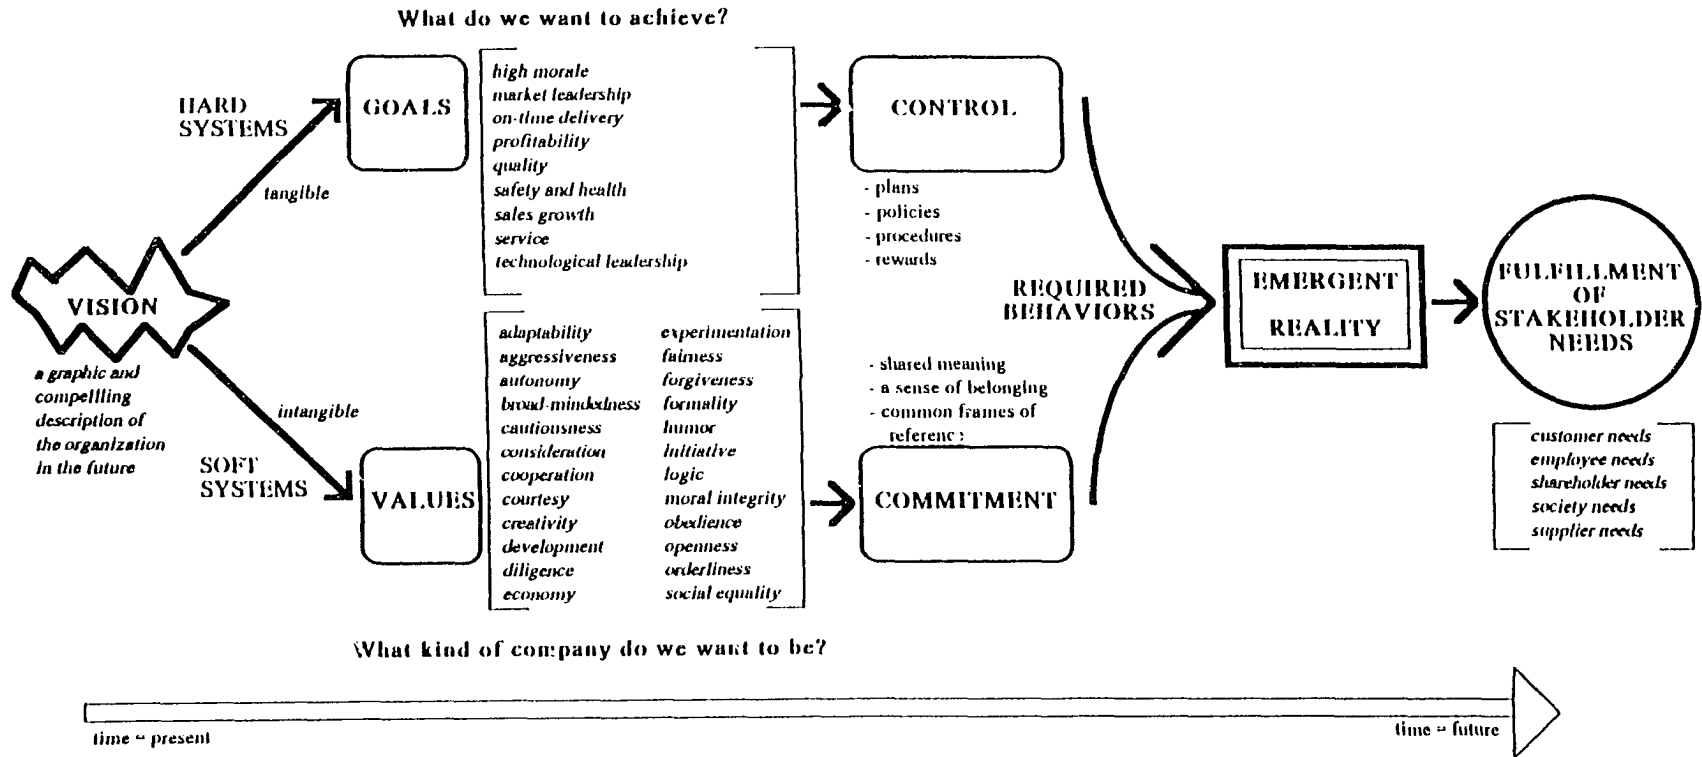 What do we want to achieve?
HARD
SYSTEMS
tangible
GOALS
high morale
market leadership
on-time delivery
profitability
quality
safety and health
sales growth
service
technological leadership
CONTROL
- plans
- policies
- procedures
- rewards
VISION
a graphic and
compellling
description of
the organization
in the future
intangible
SOFT
SYSTEMS
VALUES
adaptability
aggressiveness
autonomy
broad-mindedness
cautiousness
consideration
cooperation
courtesy
creativity
development
diligence
economy
experimentation
fairness
forgiveness
formality
humor
initiative
logic
moral integrity
obedience
openness
orderliness
social equality
- shared meaning
- a sense of belonging
- common frames of
reference
COMMITMENT
REQUIRED
BEHAVIORS
EMERGENT
REALITY
FULFILLMENT
OF
STAKEHOLDER
NEEDS
customer needs
employee needs
shareholder needs
society needs
supplier needs
What kind of company do we want to be?
time = present
time = future